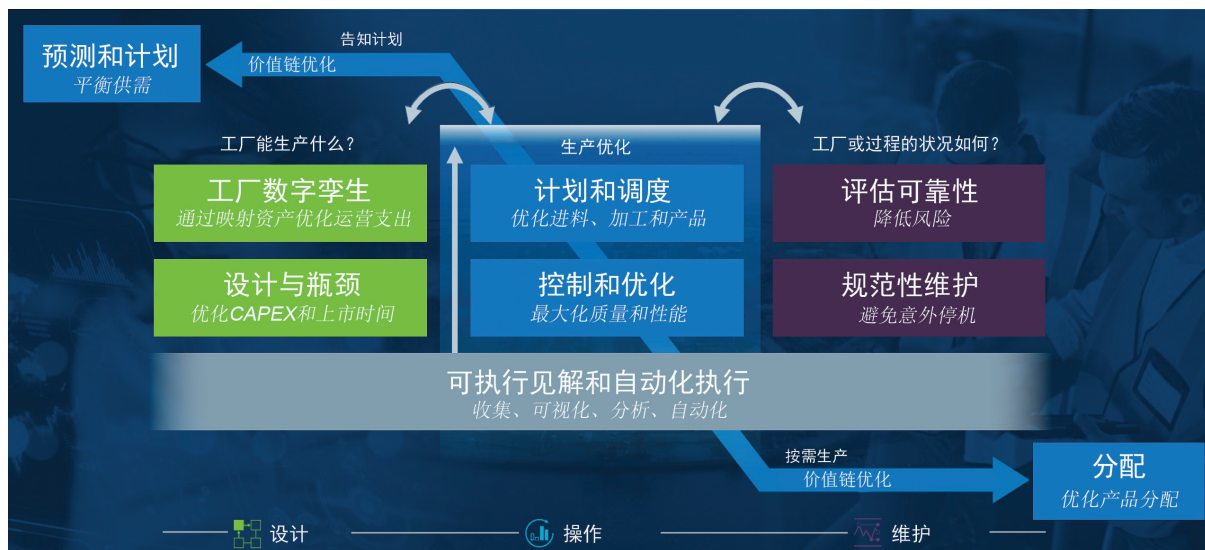 预测和计划
平衡供需
告知计划
价值链优化
工厂能生产什么?
工厂数字孪生
通过映射资产优化运营支出
设计与瓶颈
优化CAPEX和上市时间
生产优化
计划和调度
优化进料、加工和产品
控制和优化
最大化质量和性能
工厂或过程的状况如何?
评估可靠性
降低风险
规范性维护
避免意外停机
可执行见解和自动化执行
收集、可视化、分析、自动化
按需生产
价值链优化
分配
优化产品分配
设计
操作
维护